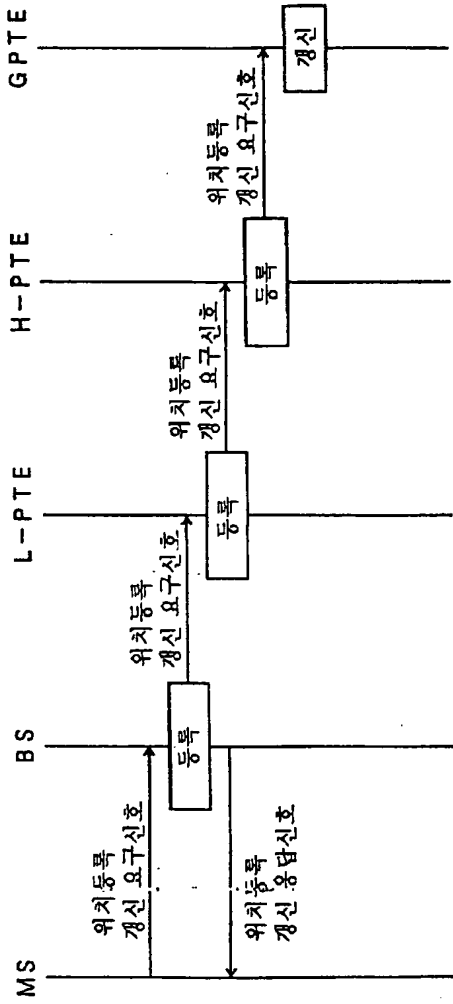 MS
BS
L-PTE
H-PTE
GPTE
위치등록
갱신 요구신호
등록
위치등록
갱신 응답신호
위치등록
갱신 요구신호
등록
위치등록
갱신 요구신호
등록
위치등록
갱신 요구신호
갱신